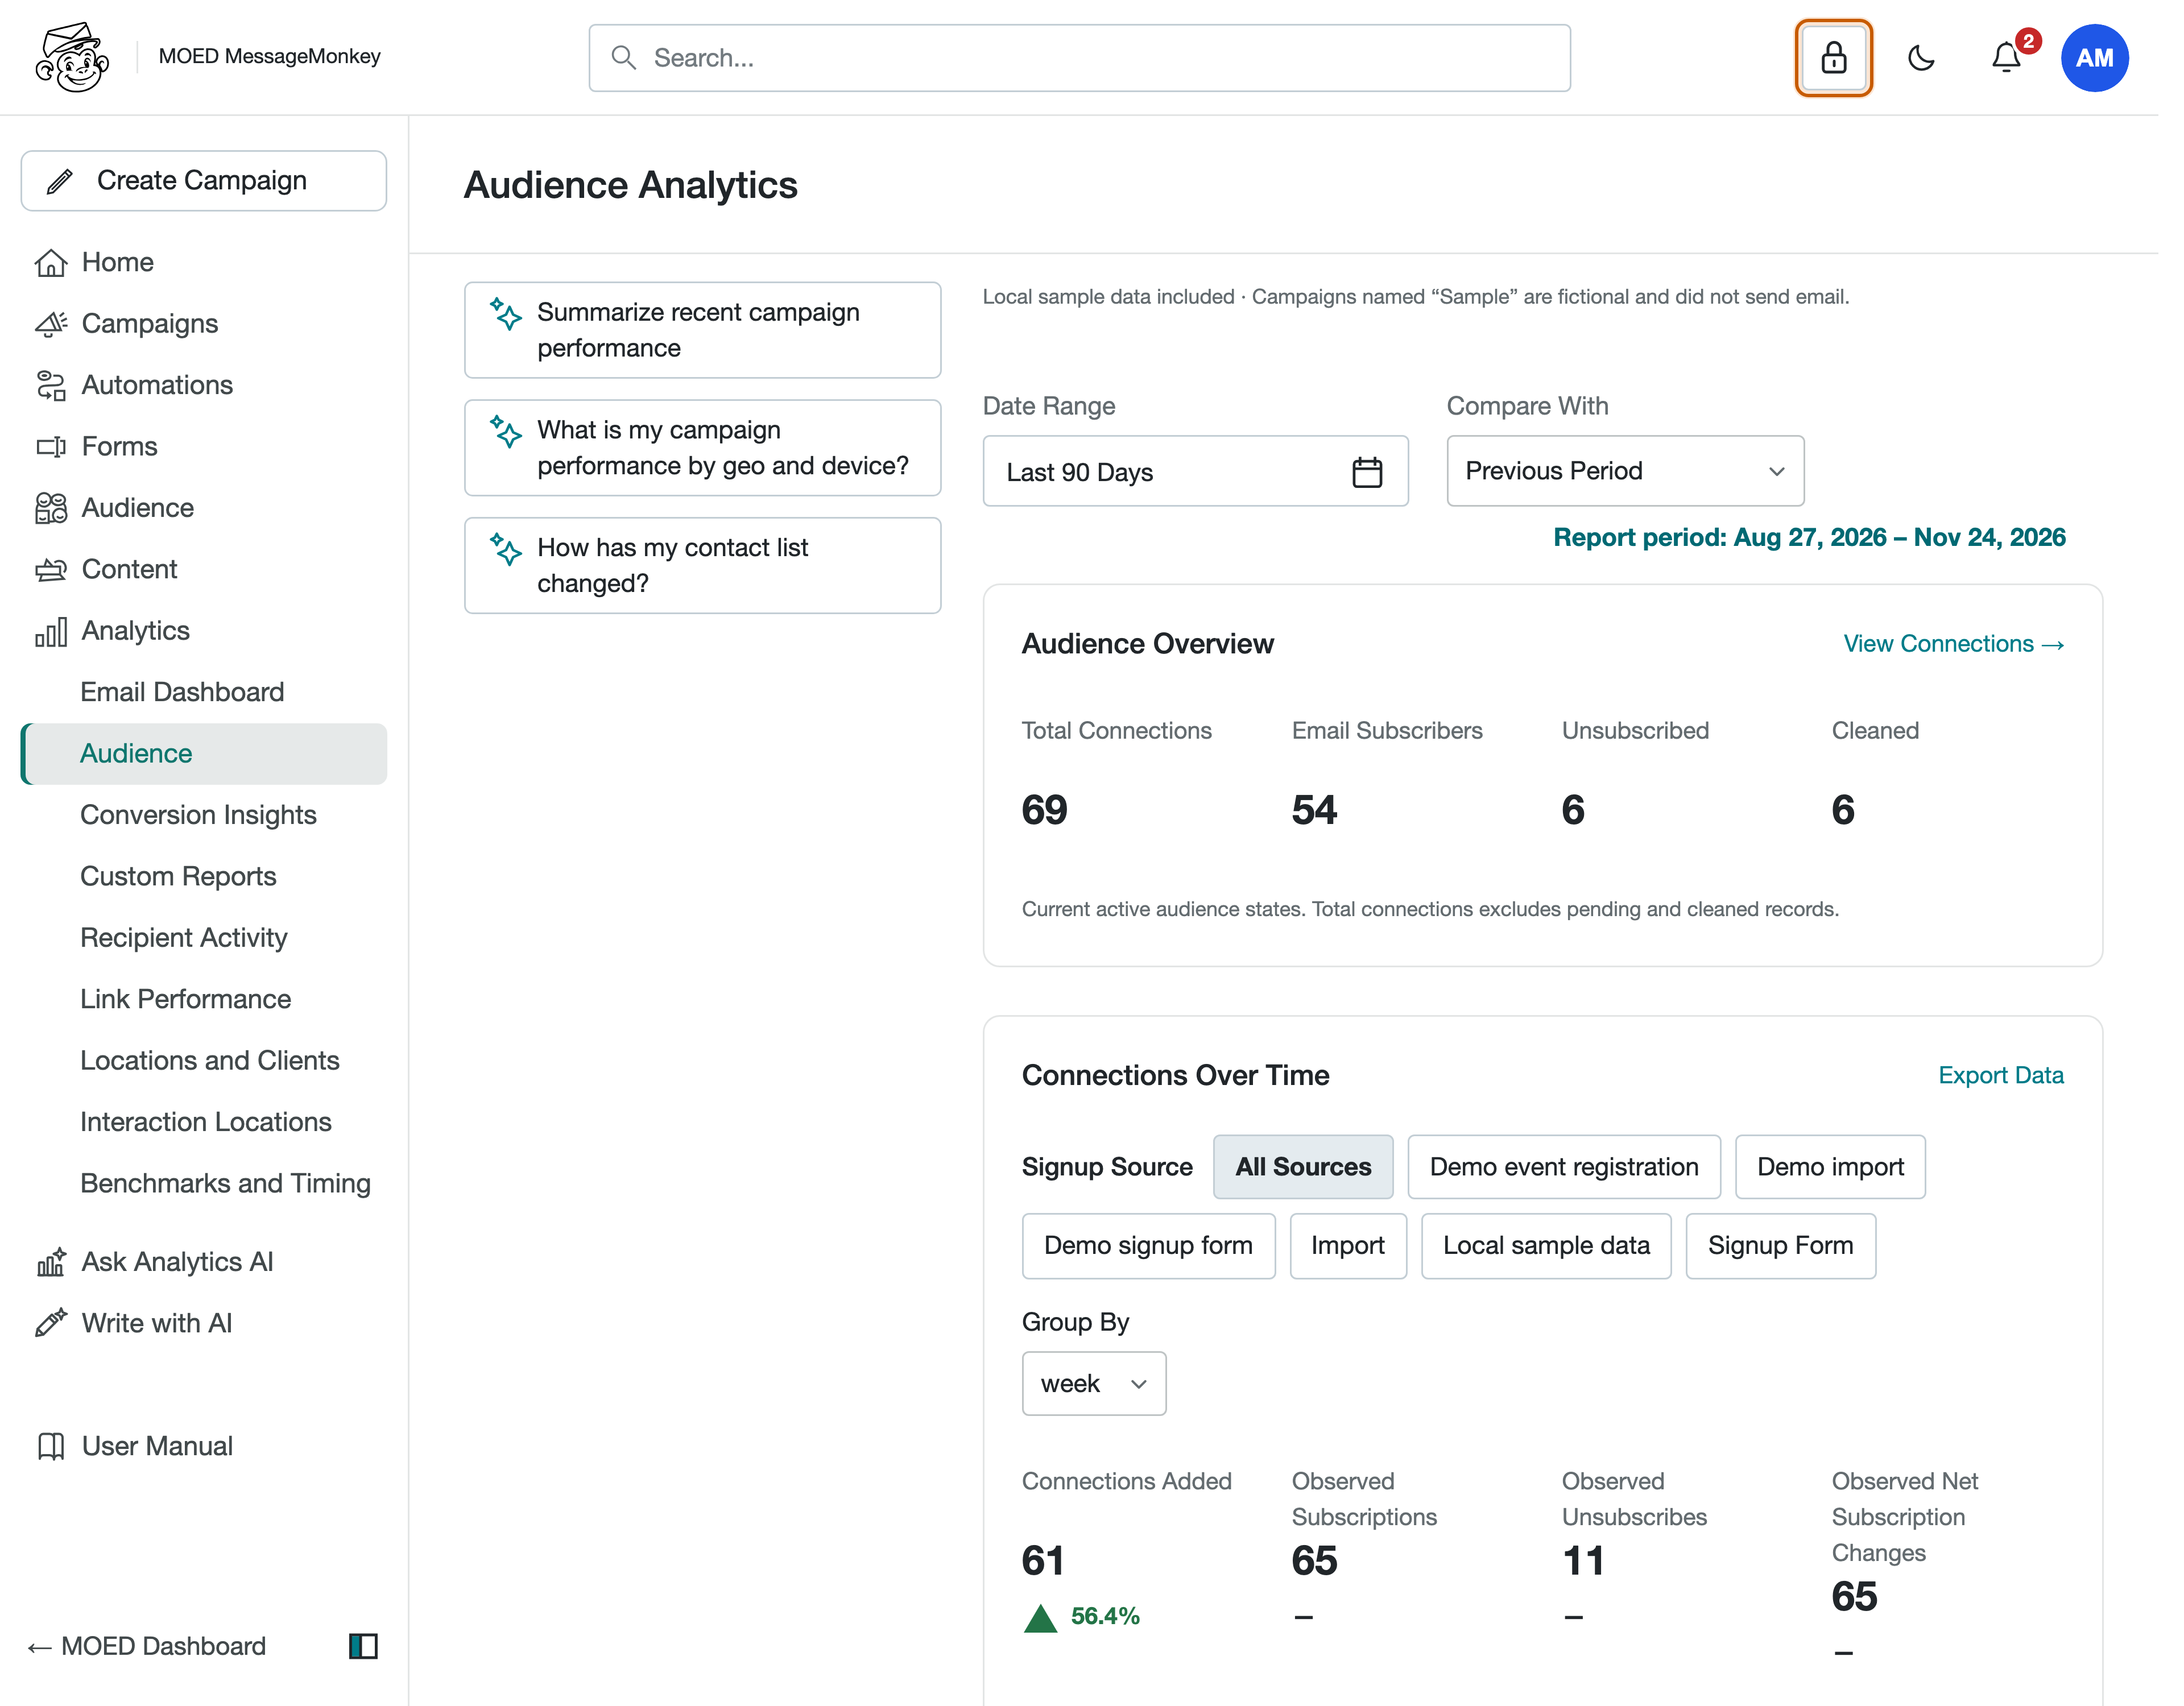 MOED MessageMonkey
Search...
2
AM
Create Campaign
Home
Campaigns
Automations
Forms
Audience
Content
Analytics
Email Dashboard
Audience
Conversion Insights
Custom Reports
Recipient Activity
Link Performance
Locations and Clients
Interaction Locations
Benchmarks and Timing
Ask Analytics AI
Write with AI
User Manual
← MOED Dashboard
Audience Analytics
Summarize recent campaign
performance
What is my campaign
performance by geo and device?
How has my contact list
changed?
Local sample data included · Campaigns named “Sample” are fictional and did not send email.
Date Range
Compare With
Last 90 Days
Previous Period
Report period: Aug 27, 2026 – Nov 24, 2026
Audience Overview
View Connections →
Total Connections
Email Subscribers
Unsubscribed
Cleaned
69
54
6
6
Current active audience states. Total connections excludes pending and cleaned records.
Connections Over Time
Export Data
Signup Source
All Sources
Demo event registration
Demo import
Demo signup form
Import
Local sample data
Signup Form
Group By
week
Connections Added
61
▲ 56.4%
Observed
Subscriptions
65
–
Observed
Unsubscribes
11
–
Observed Net
Subscription
Changes
65
–